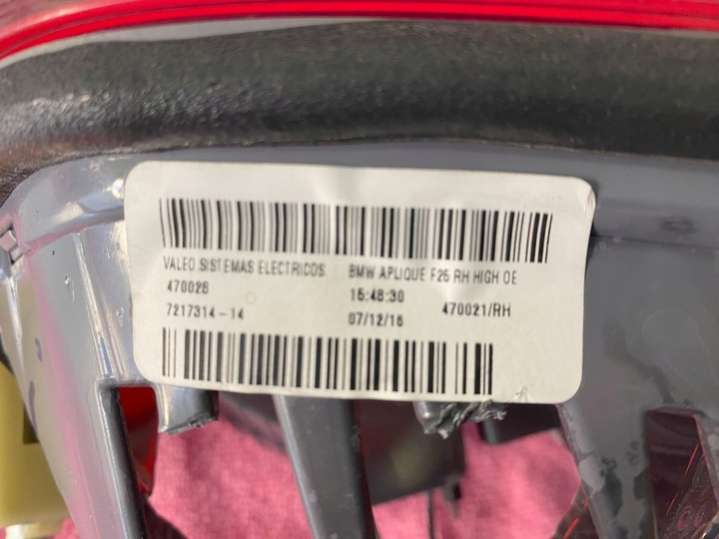 VALEO SISTEMAS ELECTRICOS BMW APLIQUE F25 RH HIGH OE
470026 15:48:30
7217314-14 07/12/16 470021/RH